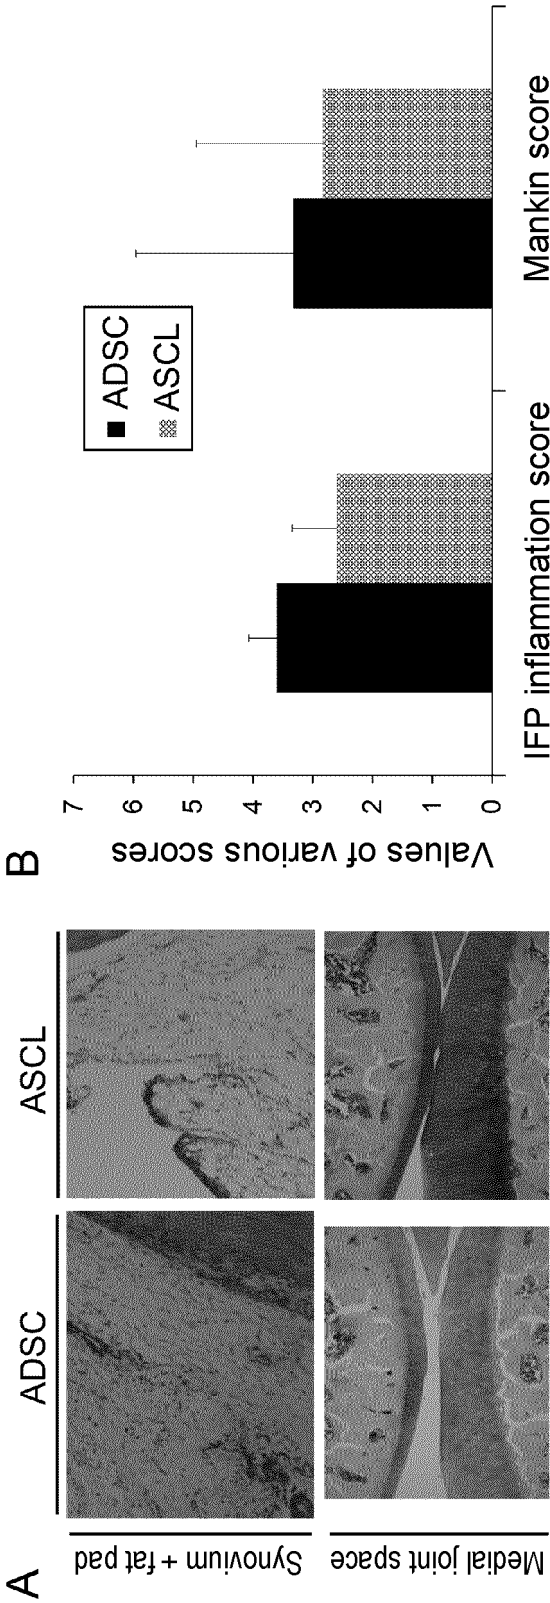 A
ADSC
ASCL
Synovium + fat pad
Medial joint space
B
Values of various scores
7
6
5
4
3
2
1
0
ADSC
ASCL
IFP inflammation score
Mankin score